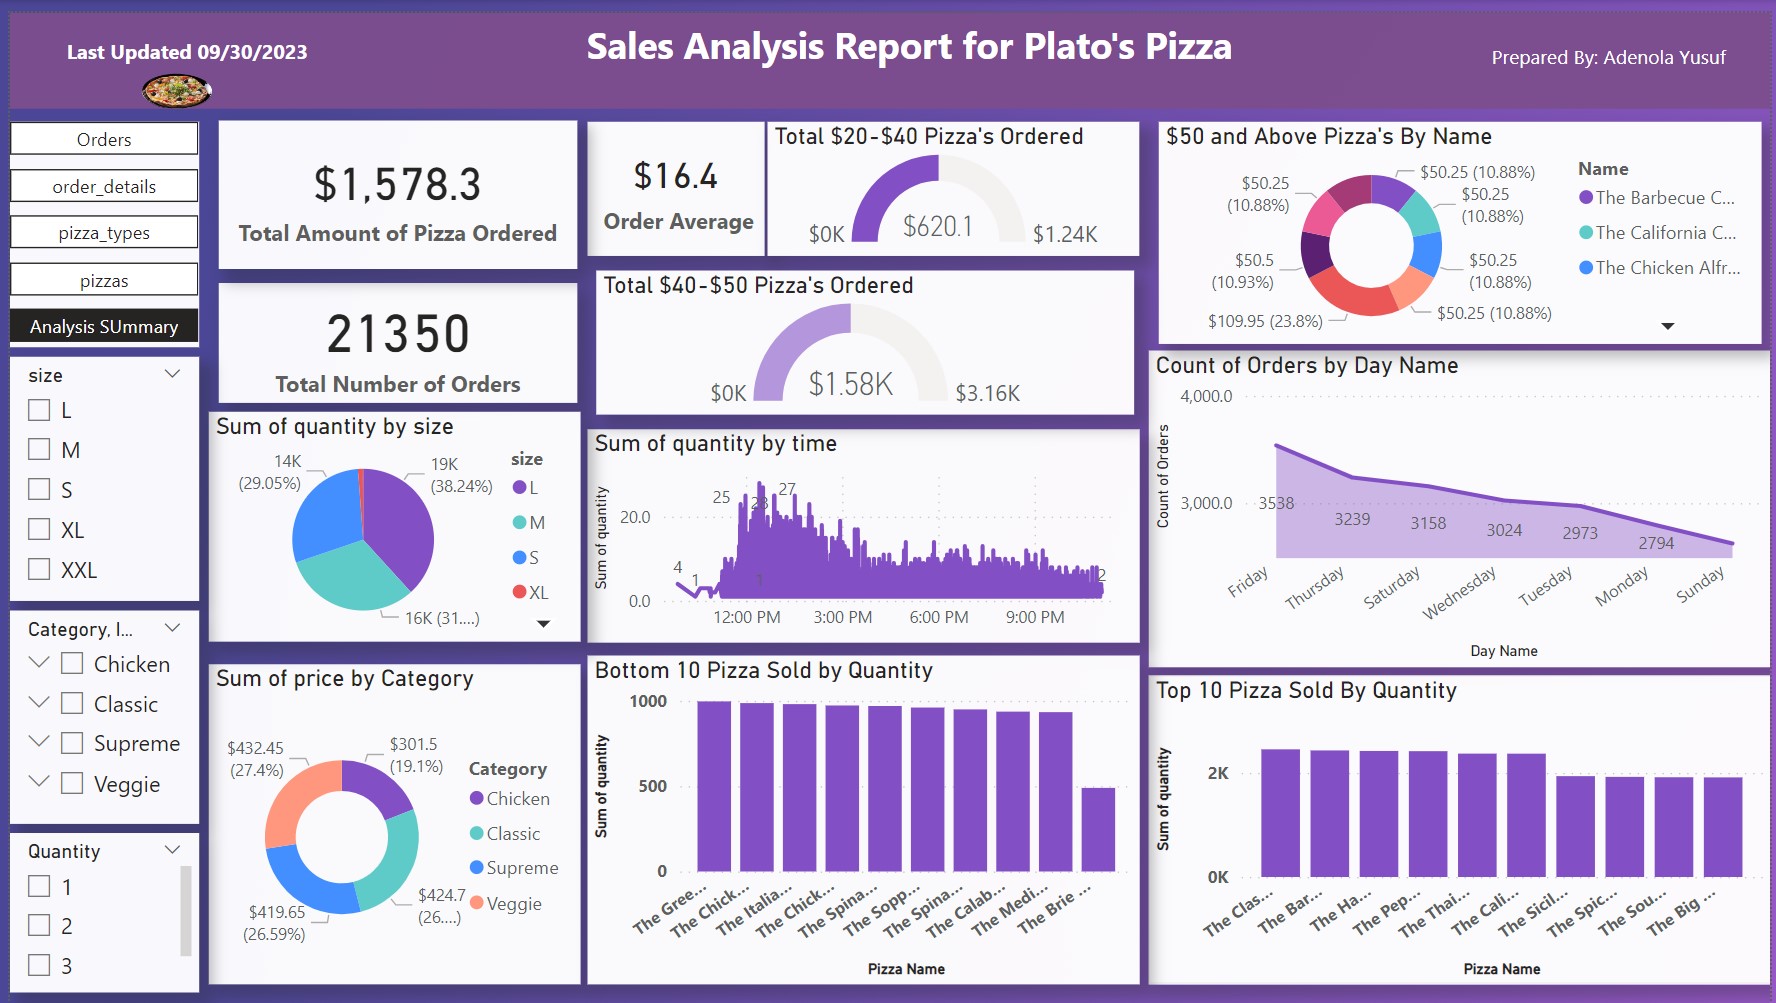 Last Updated 09/30/2023
Sales Analysis Report for Plato's Pizza
Prepared By: Adenola Yusuf
Orders
order_details
pizza_types
pizzas
Analysis SUmmary
size
L
M
S
XL
XXL
Category, I...
Chicken
Classic
Supreme
Veggie
Quantity
1
2
3
$1,578.3
Total Amount of Pizza Ordered
21350
Total Number of Orders
Sum of quantity by size
14K
(29.05%)
19K
(38.24%)
16K (31....)
size
L
M
S
XL
Sum of price by Category
$432.45
(27.4%)
$301.5
(19.1%)
$419.65
(26.59%)
$424.7
(26....)
Category
Chicken
Classic
Supreme
Veggie
$16.4
Order Average
Total $20-$40 Pizza's Ordered
$0K
$620.1
$1.24K
Total $40-$50 Pizza's Ordered
$0K
$1.58K
$3.16K
Sum of quantity by time
Sum of quantity
20.0
0.0
4
1
25
28
27
1
2
12:00 PM
3:00 PM
6:00 PM
9:00 PM
Bottom 10 Pizza Sold by Quantity
Sum of quantity
1000
500
0
The Gree...
The Chick...
The Italia...
The Chick...
The Spina...
The Sopp...
The Spina...
The Calab...
The Medi...
The Brie ...
Pizza Name
$50 and Above Pizza's By Name
$50.25
(10.88%)
$50.25 (10.88%)
$50.25
(10.88%)
$50.5
(10.93%)
$50.25
(10.88%)
$109.95 (23.8%)
$50.25 (10.88%)
Name
The Barbecue C...
The California C...
The Chicken Alfr...
Count of Orders by Day Name
Count of Orders
4,000.0
3,000.0
3538
3239
3158
3024
2973
2794
Friday
Thursday
Saturday
Wednesday
Tuesday
Monday
Sunday
Day Name
Top 10 Pizza Sold By Quantity
Sum of quantity
2K
0K
The Clas...
The Bar...
The Ha...
The Pep...
The Thai...
The Cali...
The Sicil...
The Spic...
The Sou...
The Big ...
Pizza Name